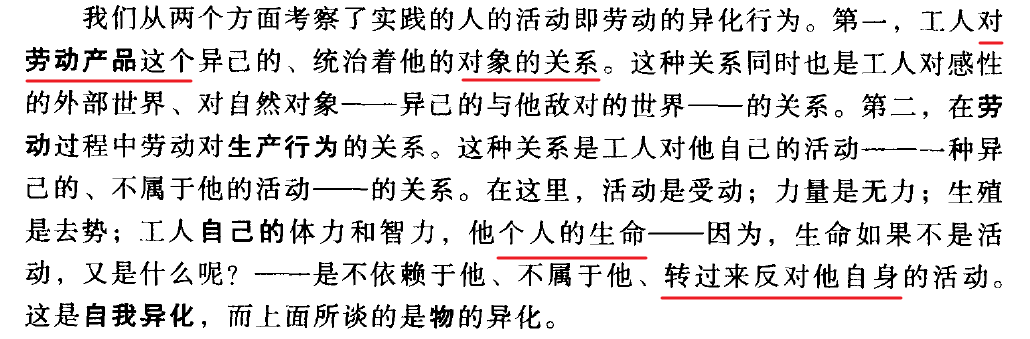 我们从两个方面考察了实践的人的活动即劳动的异化行为。第一，工人对
劳动产品这个异己的、统治着他的对象的关系。这种关系同时也是工人对感性
的外部世界、对自然对象——异己的与他敌对的世界——的关系。第二，在劳
动过程中劳动对生产行为的关系。这种关系是工人对他自己的活动——一种异
己的、不属于他的活动——的关系。在这里，活动是受动；力量是无力；生殖
是去势；工人自己的体力和智力，他个人的生命——因为，生命如果不是活
动，又是什么呢？——是不依赖于他、不属于他、转过来反对他自身的活动。
这是自我异化，而上面所谈的是物的异化。